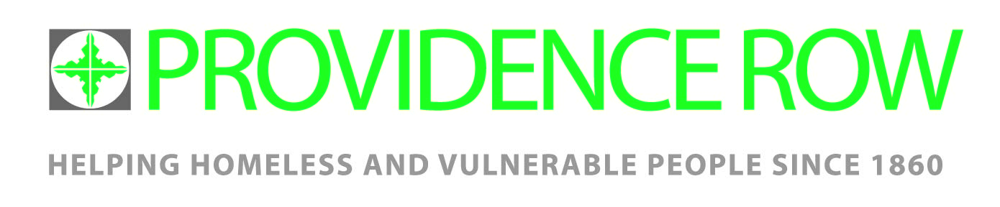 PROVIDENCE ROW
HELPING HOMELESS AND VULNERABLE PEOPLE SINCE 1860